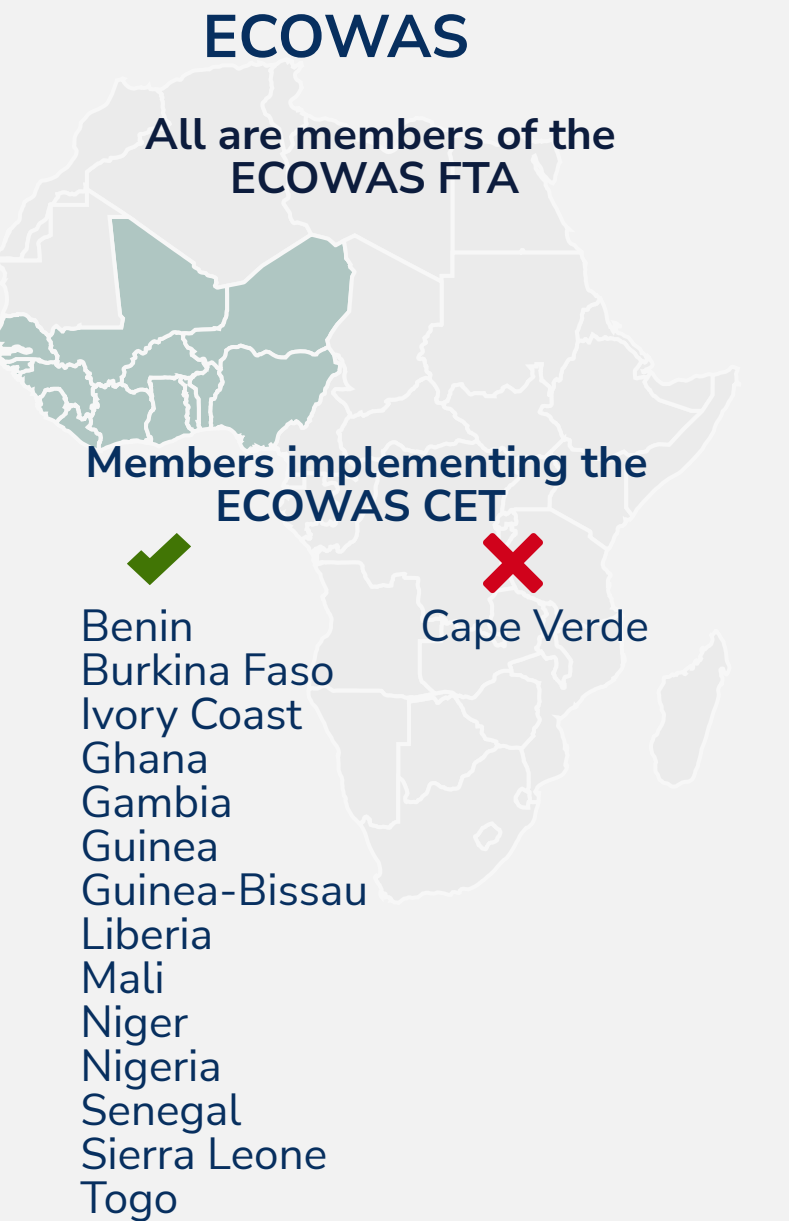 ECOWAS
All are members of the
ECOWAS FTA
Members implementing the
ECOWAS CET
Benin
Cape Verde
Burkina Faso
Ivory Coast
Ghana
Gambia
Guinea
Guinea-Bissau
Liberia
Mali
Niger
Nigeria
Senegal
Sierra Leone
Togo